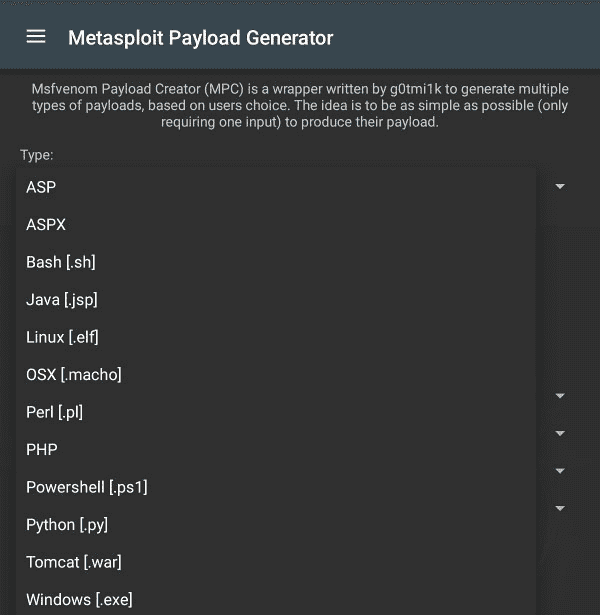 Metasploit Payload Generator
Msfvenom Payload Creator (MPC) is a wrapper written by g0tmi1k to generate multiple
types of payloads, based on users choice. The idea is to be as simple as possible (only
requiring one input) to produce their payload.
Type:
ASP
ASPX
Bash [.sh]
Java [.jsp]
Linux [.elf]
OSX [.macho]
Perl [.pl]
PHP
Powershell [.ps1]
Python [.py]
Tomcat [.war]
Windows [.exe]